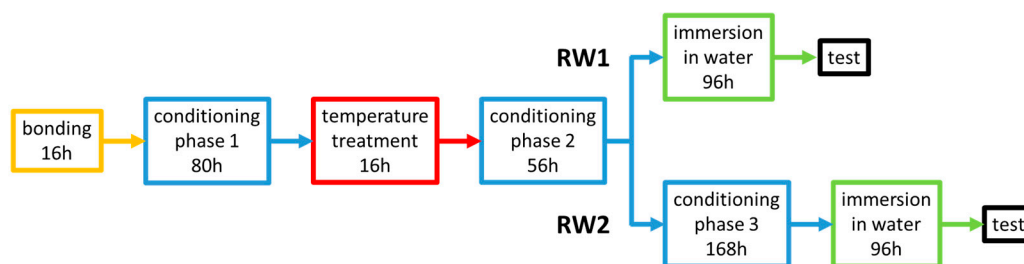 bonding
16h
conditioning
phase 1
80h
temperature
treatment
16h
conditioning
phase 2
56h
RW1
immersion
in water
96h
test
RW2
conditioning
phase 3
168h
immersion
in water
96h
test